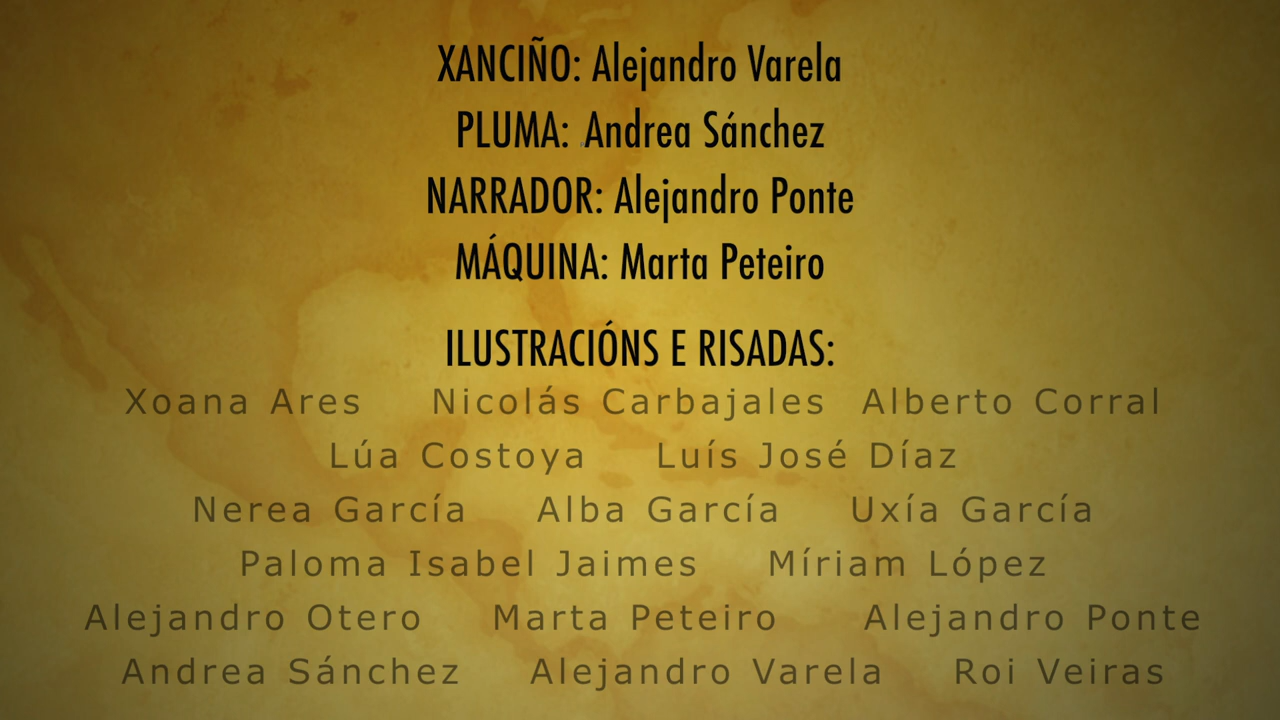 XANCIÑO: Alejandro Varela
PLUMA: Andrea Sánchez
NARRADOR: Alejandro Ponte
MÁQUINA: Marta Peteiro
ILUSTRACIÓNS E RISADAS:
Xoana Ares Nicolás Carbajales Alberto Corral
Lúa Costoya Luís José Díaz
Nerea García Alba García Uxía García
Paloma Isabel Jaimes Míriam López
Alejandro Otero Marta Peteiro Alejandro Ponte
Andrea Sánchez Alejandro Varela Roi Veiras